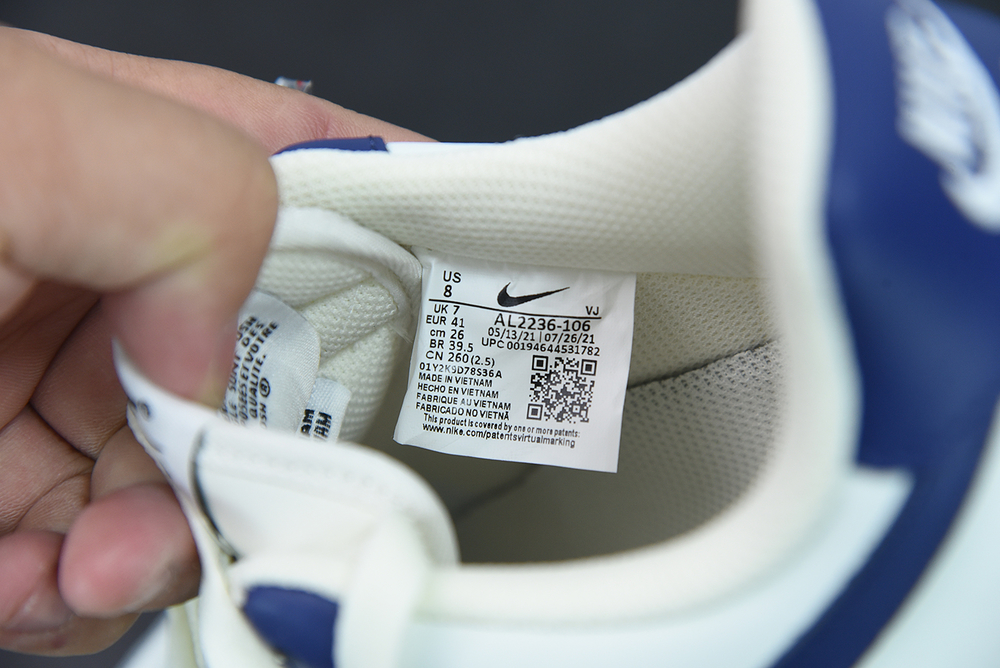 US
8
VJ
UK 7
AL2236-106
EUR 41
05/13/21 | 07/26/21
cm 26
UPC 00194644531782
BR 39.5
CN 260(2.5)
01Y2K9D78S36A
MADE IN VIETNAM
HECHO EN VIETNAM
FABRIQUE AU VIETNAM
FABRICADO NO VIETNÃ
This product is covered by one or more patents:
www.nike.com/patentsvirtualmarking
QUALITE.